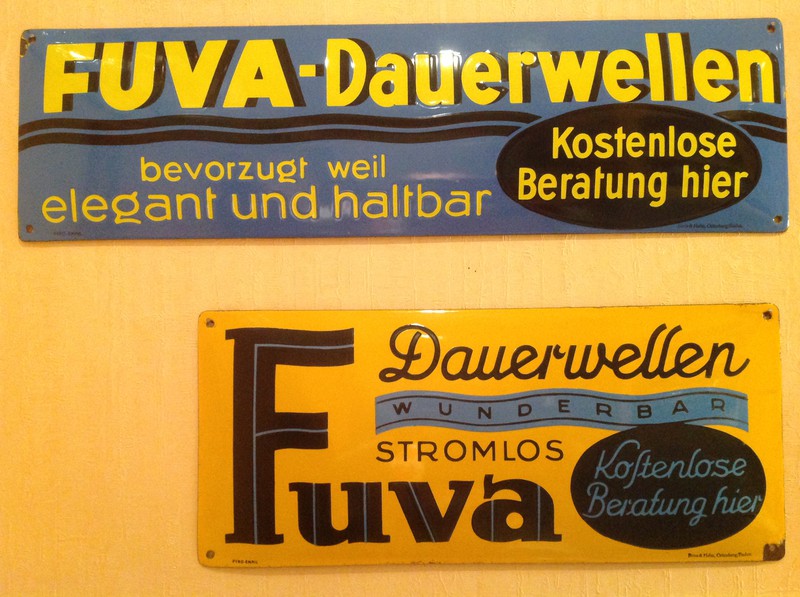 FUVA-Dauerwellen
bevorzugt weil
elegant und haltbar
Kostenlose
Beratung hier
Dauerwellen
WUNDERBAR
STROMLOS
Fuva
Koſtenlose
Beratung hier